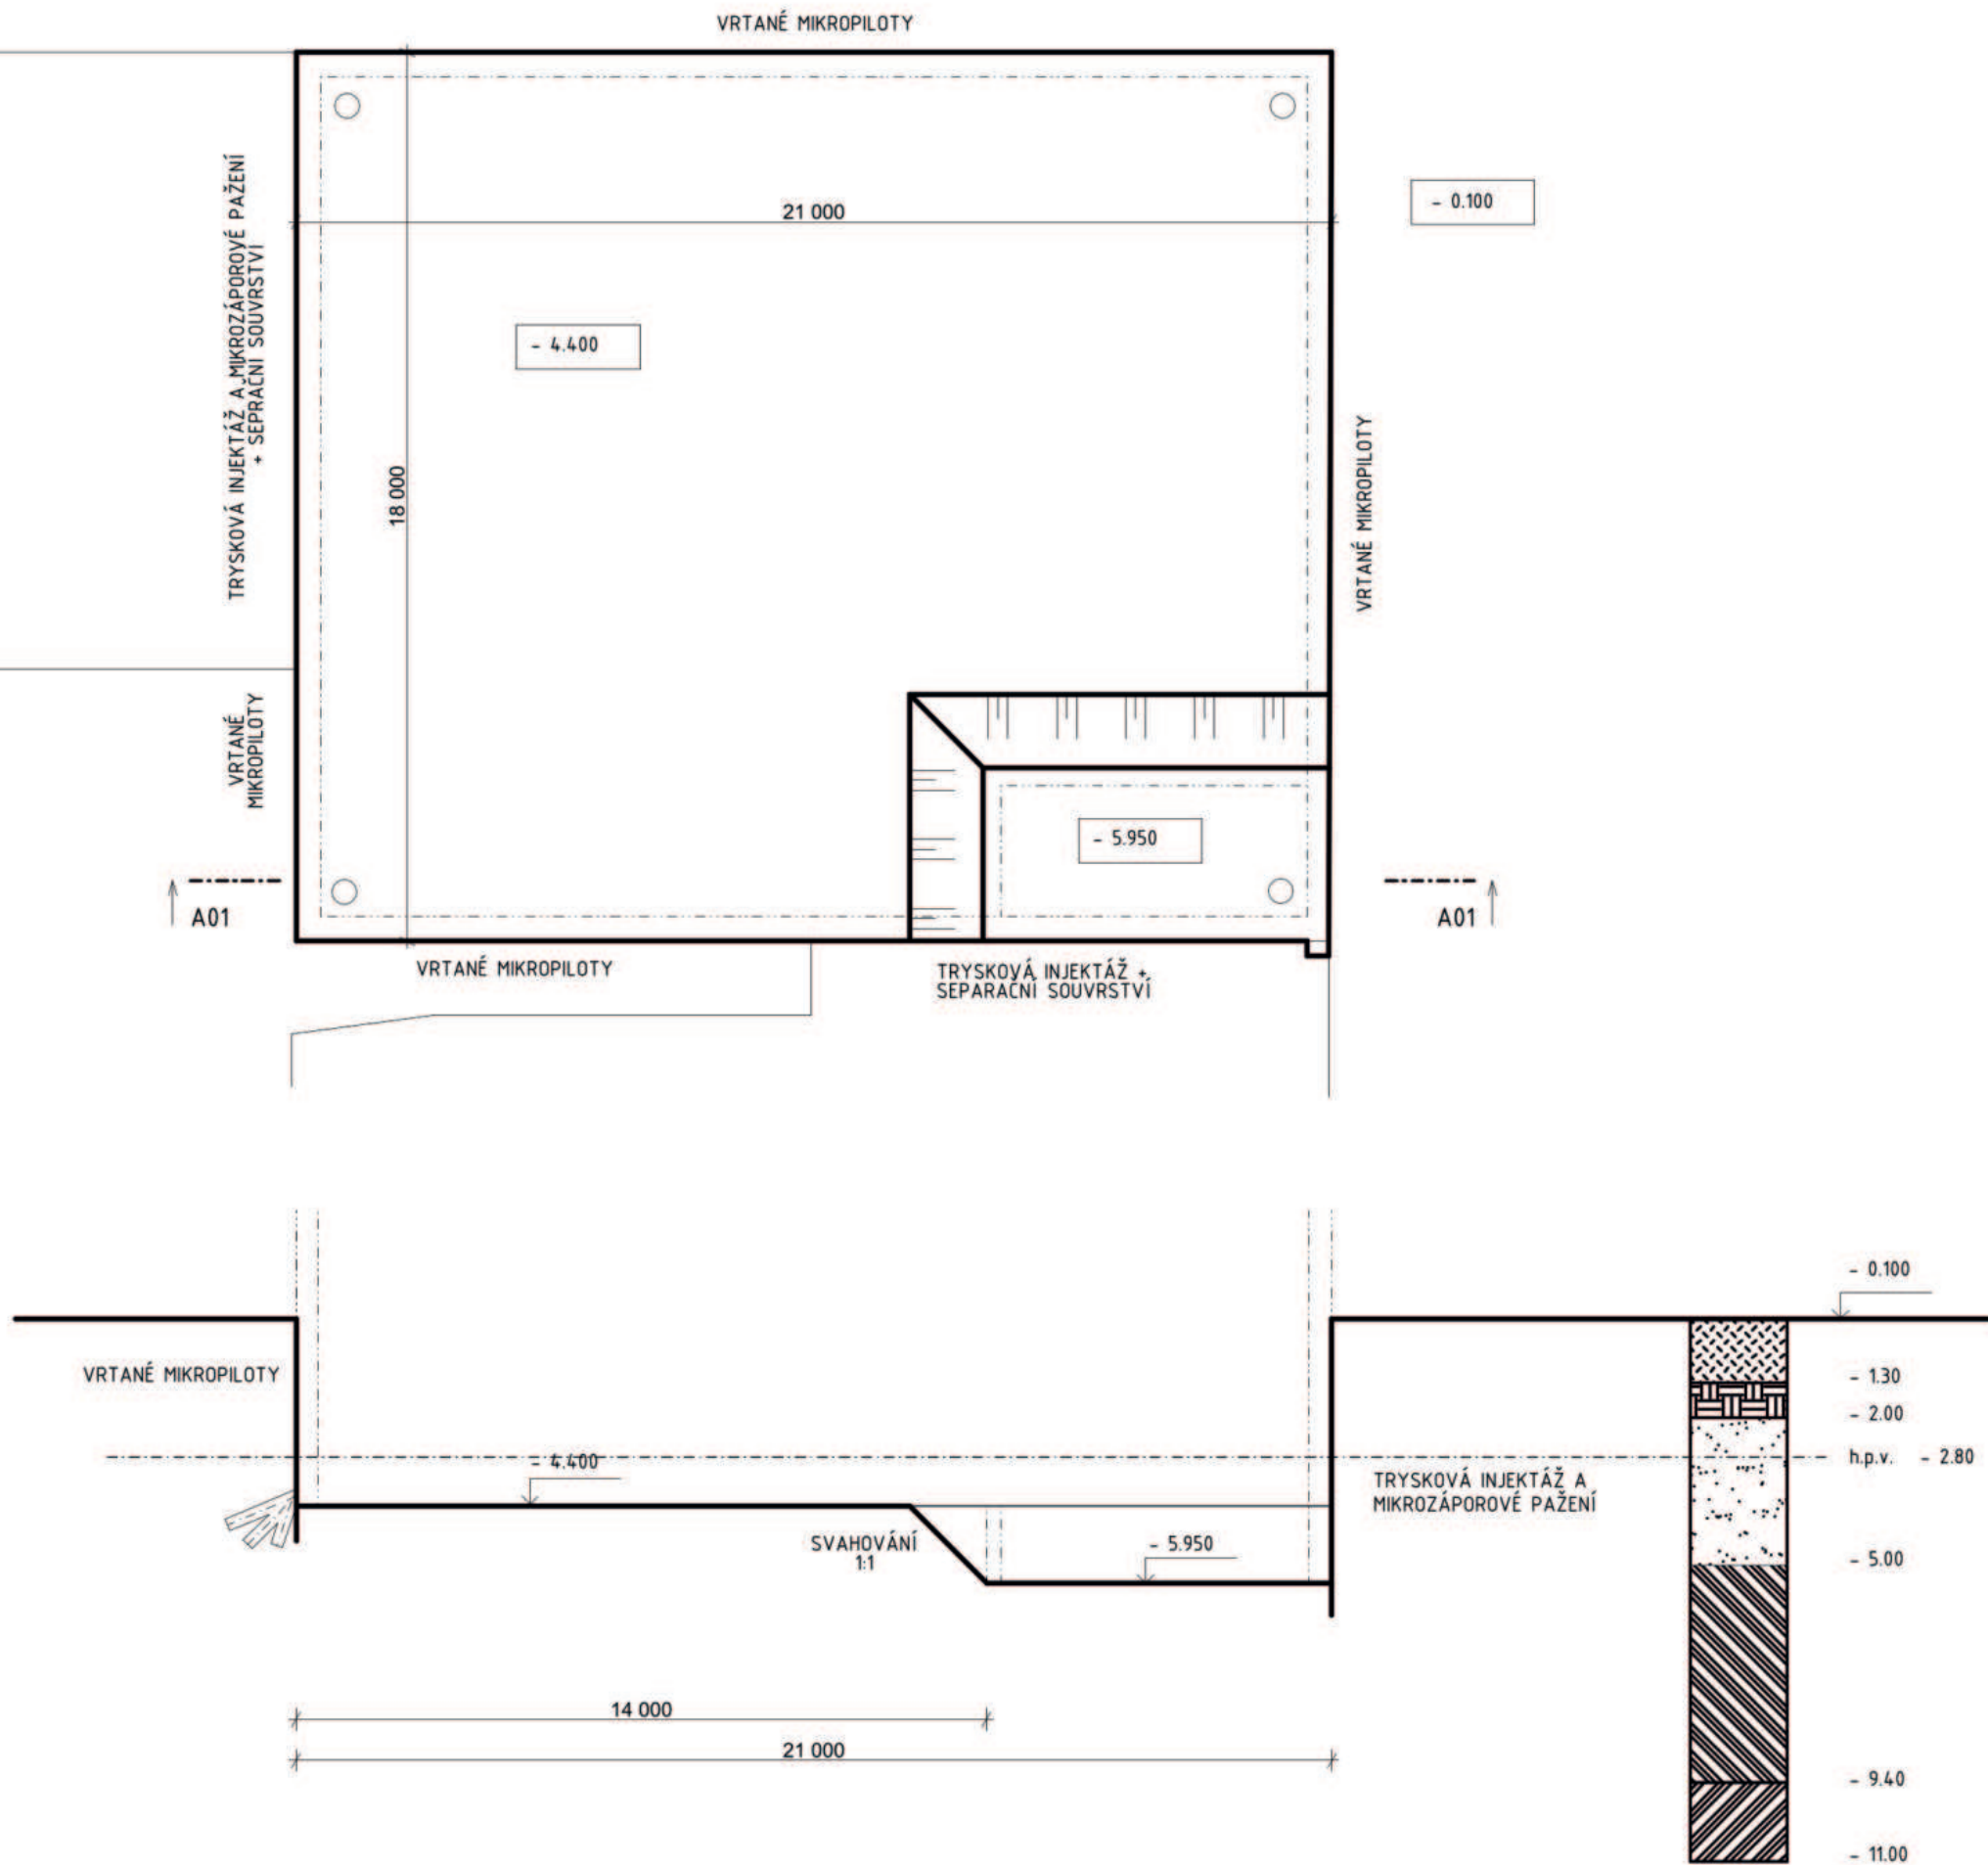 VRTANÉ MIKROPILOTY
- 0.100
21 000
TRYSKOVÁ INJEKTÁŽ A MIKROZÁPOROVÉ PAŽENÍ
+ SEPRAČNÍ SOUVRSTVÍ
- 4.400
18 000
VRTANÉ MIKROPILOTY
VRTANÉ
MIKROPILOTY
- 5.950
A01
A01
VRTANÉ MIKROPILOTY
TRYSKOVÁ INJEKTÁŽ +
SEPARAČNÍ SOUVRSTVÍ
- 0.100
VRTANÉ MIKROPILOTY
- 1.30
- 2.00
- 4.400
h.p.v. - 2.80
TRYSKOVÁ INJEKTÁŽ A
MIKROZÁPOROVÉ PAŽENÍ
SVAHOVÁNÍ
1:1
- 5.950
- 5.00
14 000
21 000
- 9.40
- 11.00